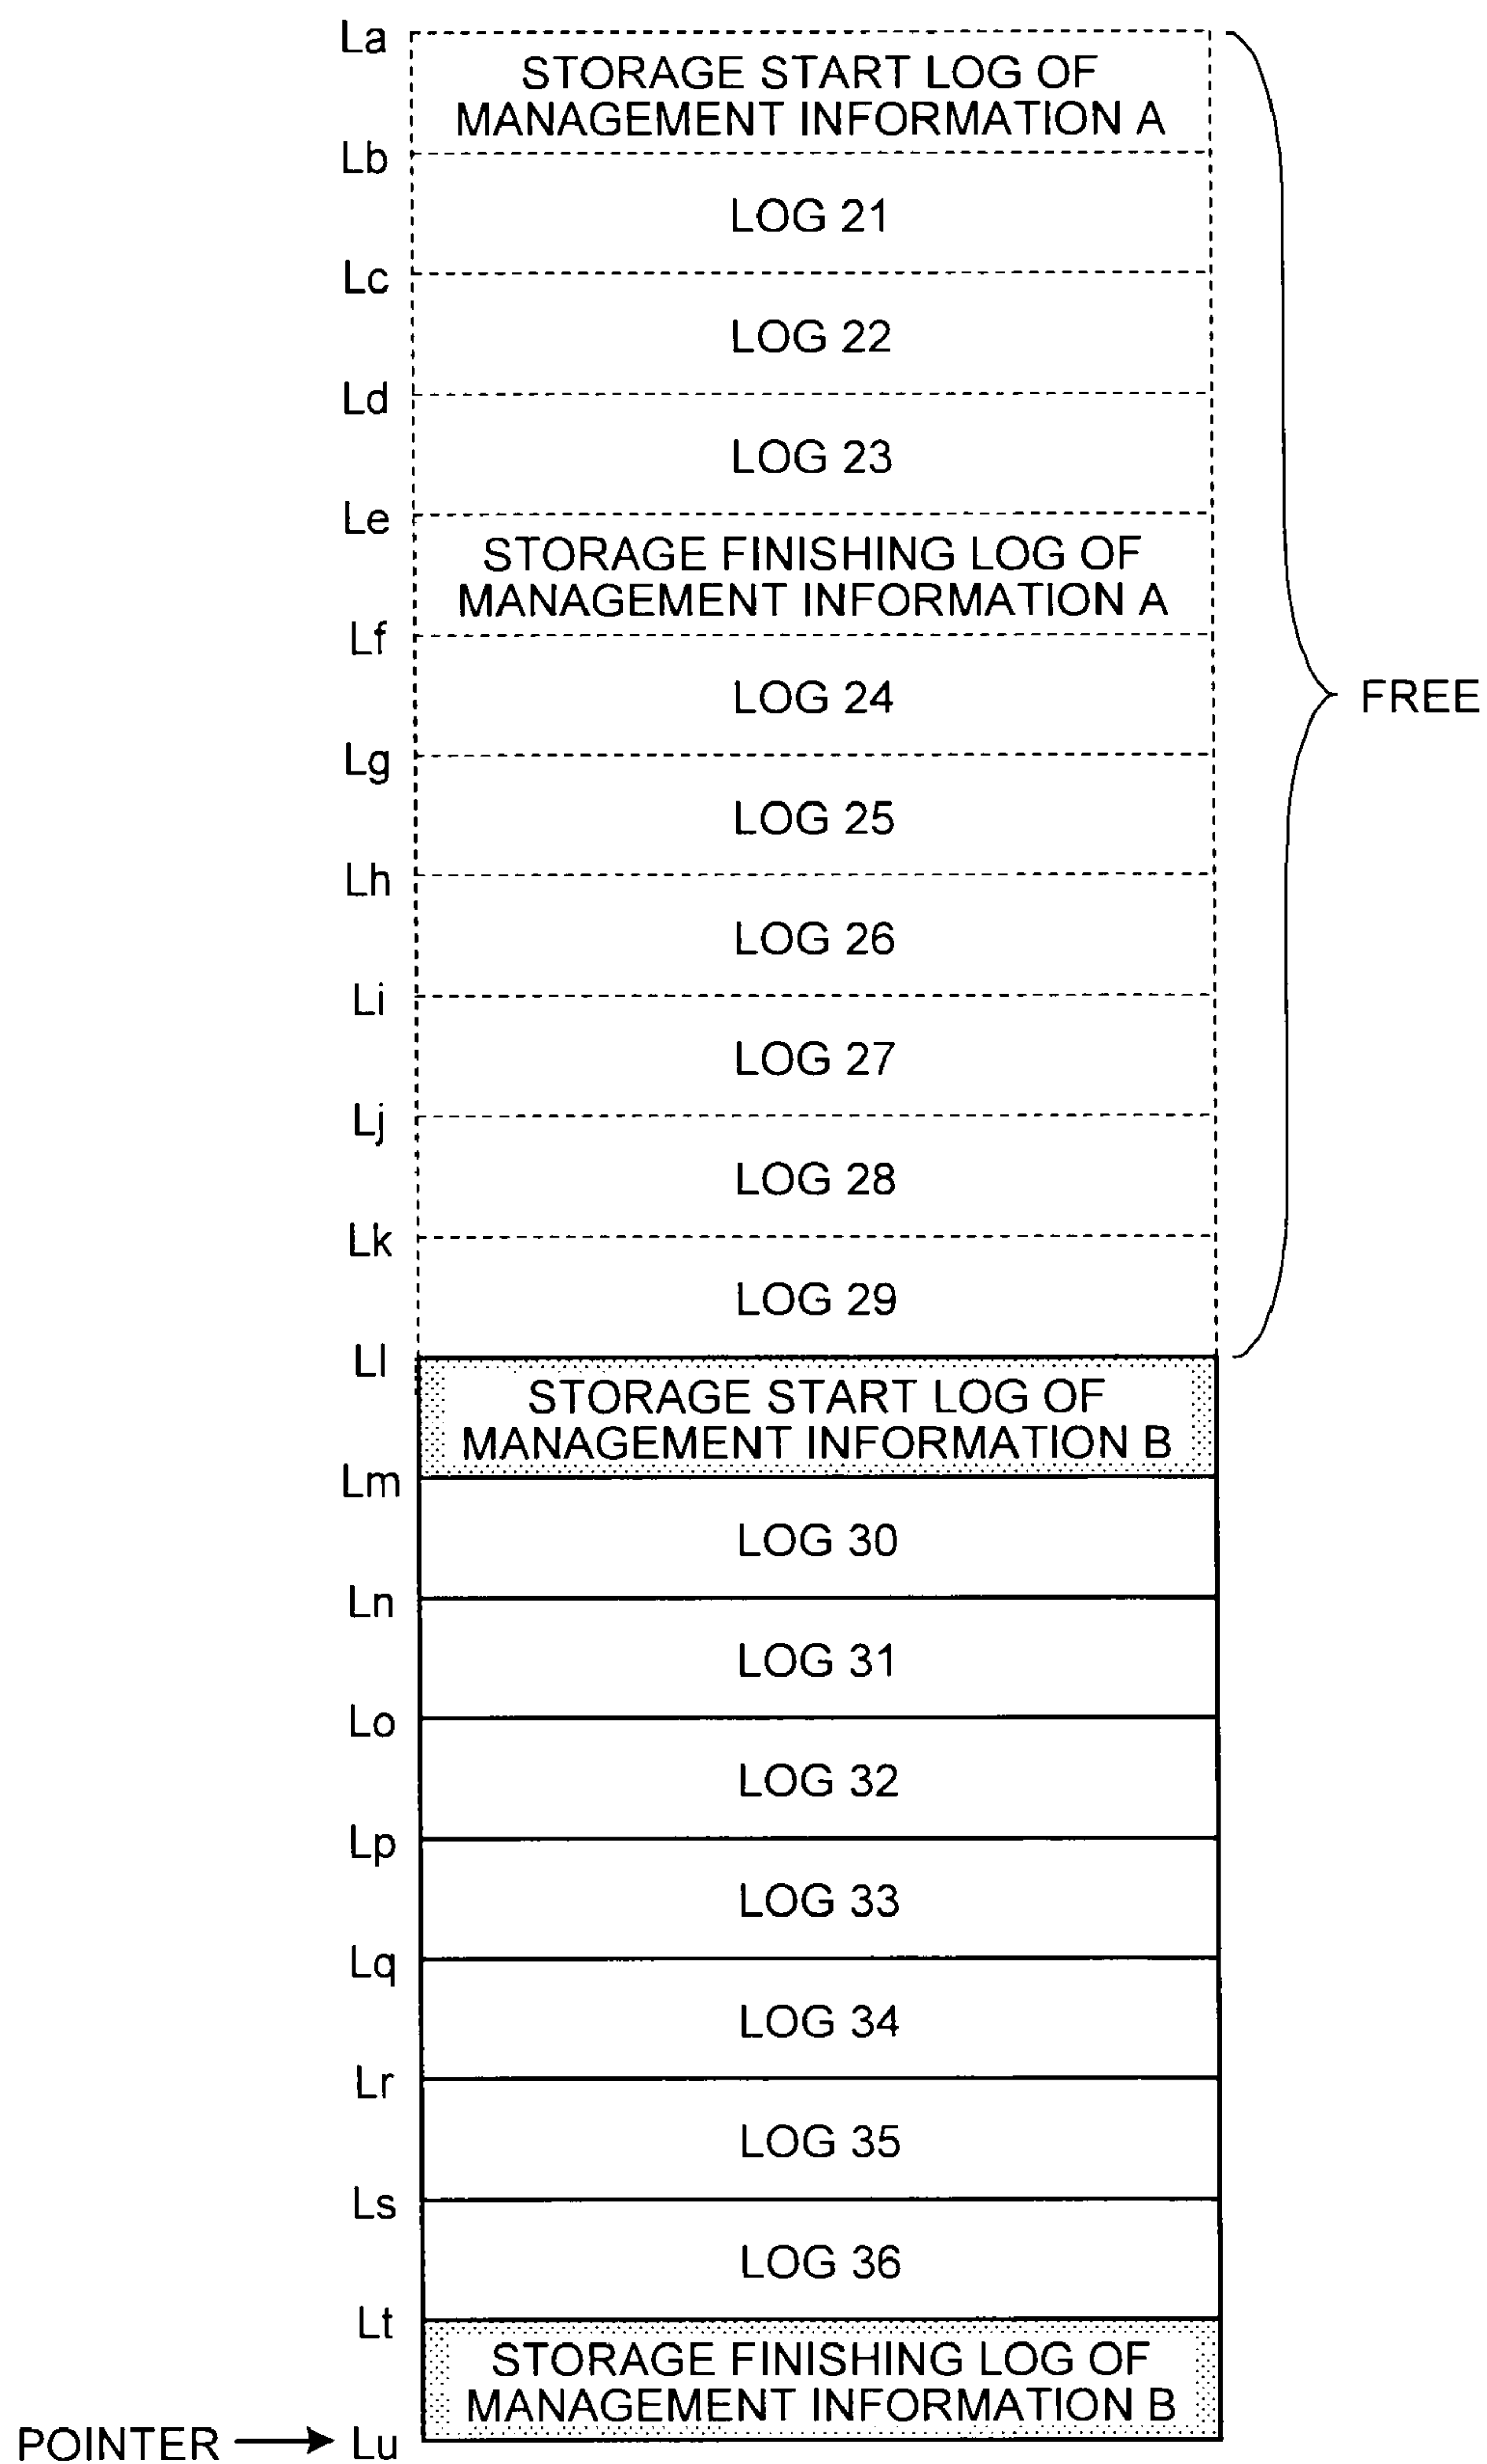 La
STORAGE START LOG OF
MANAGEMENT INFORMATION A
Lb
LOG 21
Lc
LOG 22
Ld
LOG 23
Le
STORAGE FINISHING LOG OF
MANAGEMENT INFORMATION A
Lf
LOG 24
FREE
Lg
LOG 25
Lh
LOG 26
Li
LOG 27
Lj
LOG 28
Lk
LOG 29
Ll
STORAGE START LOG OF
MANAGEMENT INFORMATION B
Lm
LOG 30
Ln
LOG 31
Lo
LOG 32
Lp
LOG 33
Lq
LOG 34
Lr
LOG 35
Ls
LOG 36
Lt
STORAGE FINISHING LOG OF
MANAGEMENT INFORMATION B
POINTER → Lu